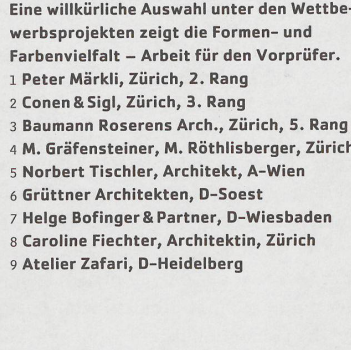 Eine willkürliche Auswahl unter den Wettbe-
werbsprojekten zeigt die Formen- und
Farbenvielfalt – Arbeit für den Vorprüfer.
1 Peter Märkli, Zürich, 2. Rang
2 Conen & Sigl, Zürich, 3. Rang
3 Baumann Roserens Arch., Zürich, 5. Rang
4 M. Gräfensteiner, M. Röthlisberger, Zürich
5 Norbert Tischler, Architekt, A-Wien
6 Grüttner Architekten, D-Soest
7 Helge Bofinger & Partner, D-Wiesbaden
8 Caroline Fiechter, Architektin, Zürich
9 Atelier Zafari, D-Heidelberg